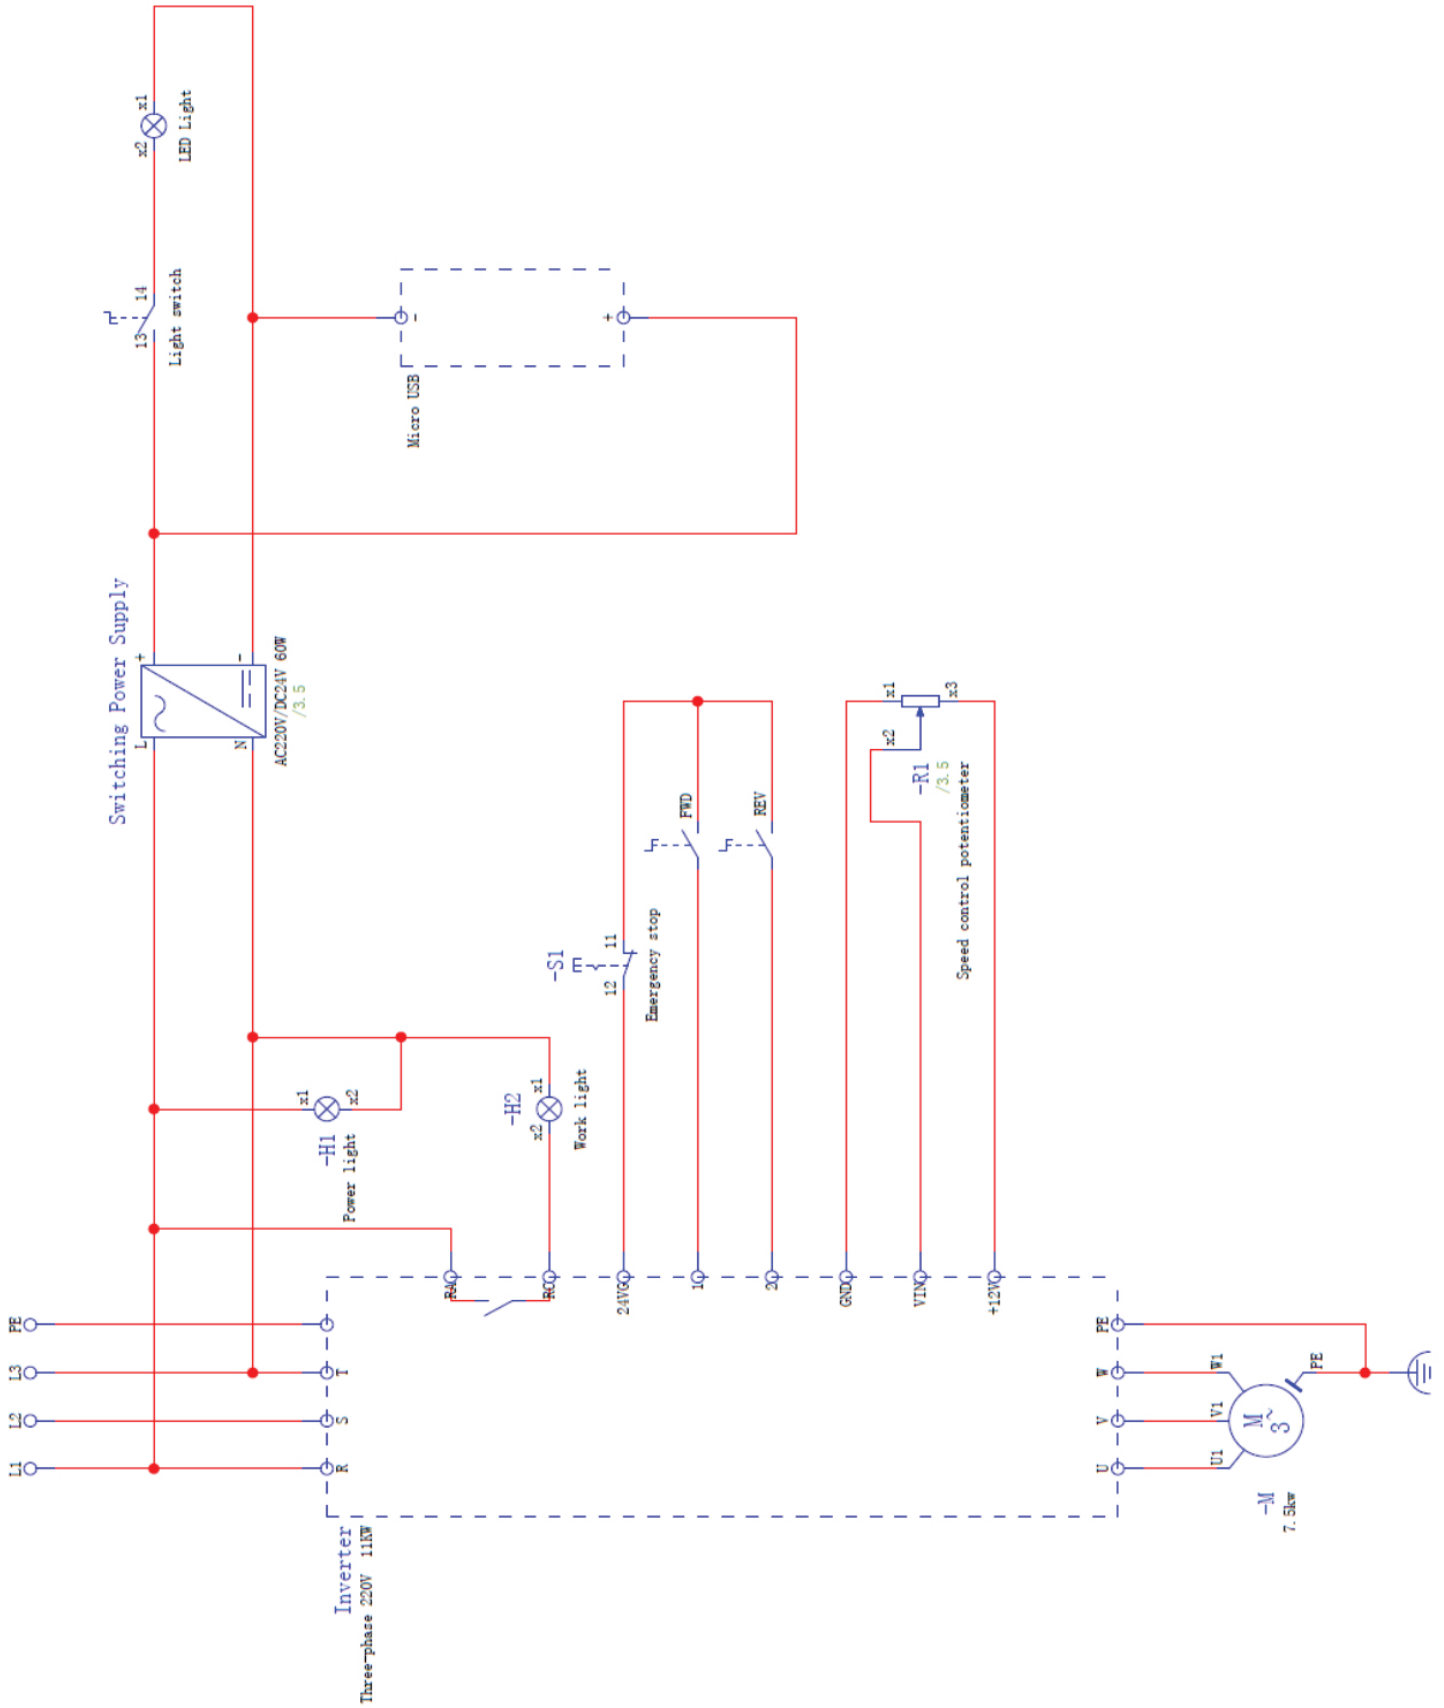 L1
L2
L3
PE
Inverter
Three-phase 220V 11KW
R
S
T
U
V
W
PE
U1
V1
W1
PE
M
3~
-M
7.5kw
RA
RC
24VG
1
2
GND
VIN
+12V
-H1
Power light
x1
x2
-H2
Work light
x2
x1
-S1
12
11
Emergency stop
FWD
REV
-R1
/3.5
Speed control potentiometer
x2
x1
x3
Switching Power Supply
L
N
+
-
AC220V/DC24V 60W
/3.5
Micro USB
-
+
13
14
Light switch
x2
x1
LED Light